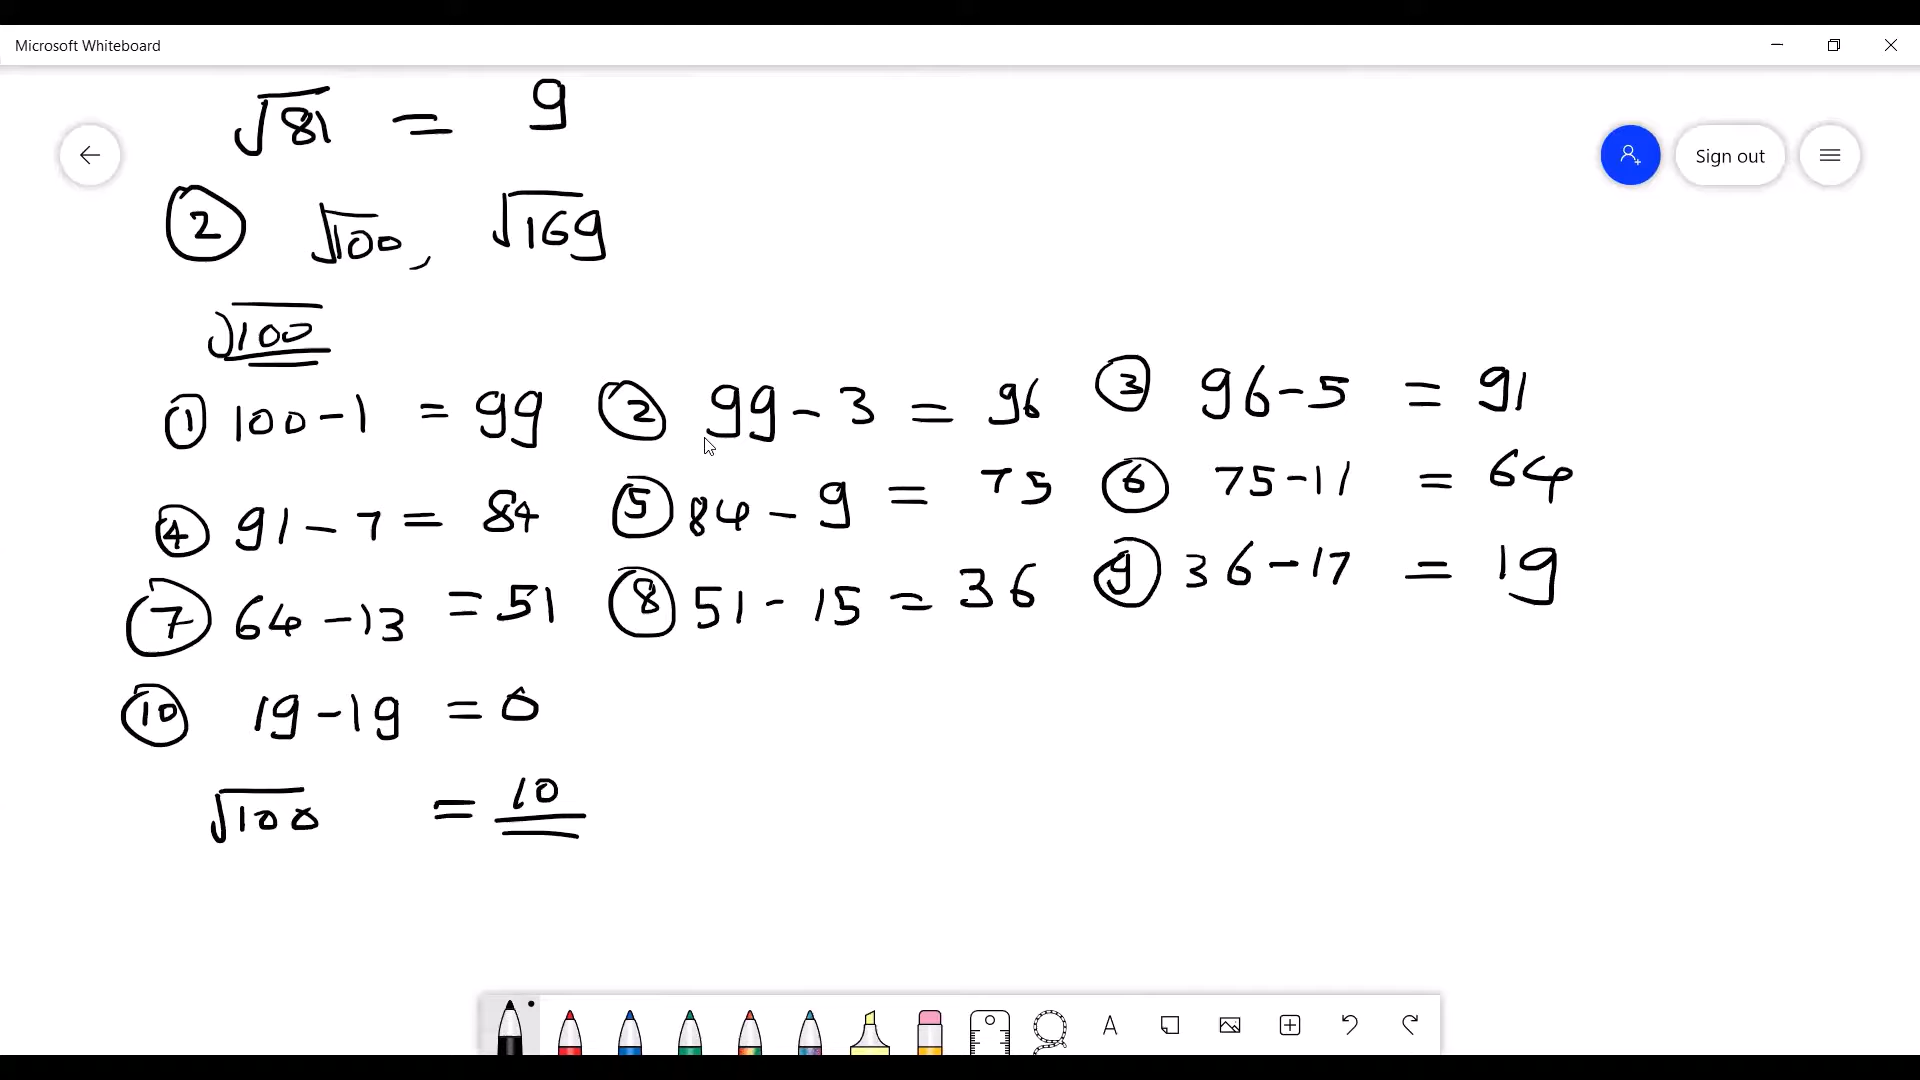 Microsoft Whiteboard
√81 = 9
Sign out
② √100, √169
√100
① 100 - 1 = 99 ② 99 - 3 = 96 ③ 96 - 5 = 91
④ 91 - 7 = 84 ⑤ 84 - 9 = 75 ⑥ 75 - 11 = 64
⑦ 64 - 13 = 51 ⑧ 51 - 15 = 36 ⑨ 36 - 17 = 19
⑩ 19 - 19 = 0
√100 = 10